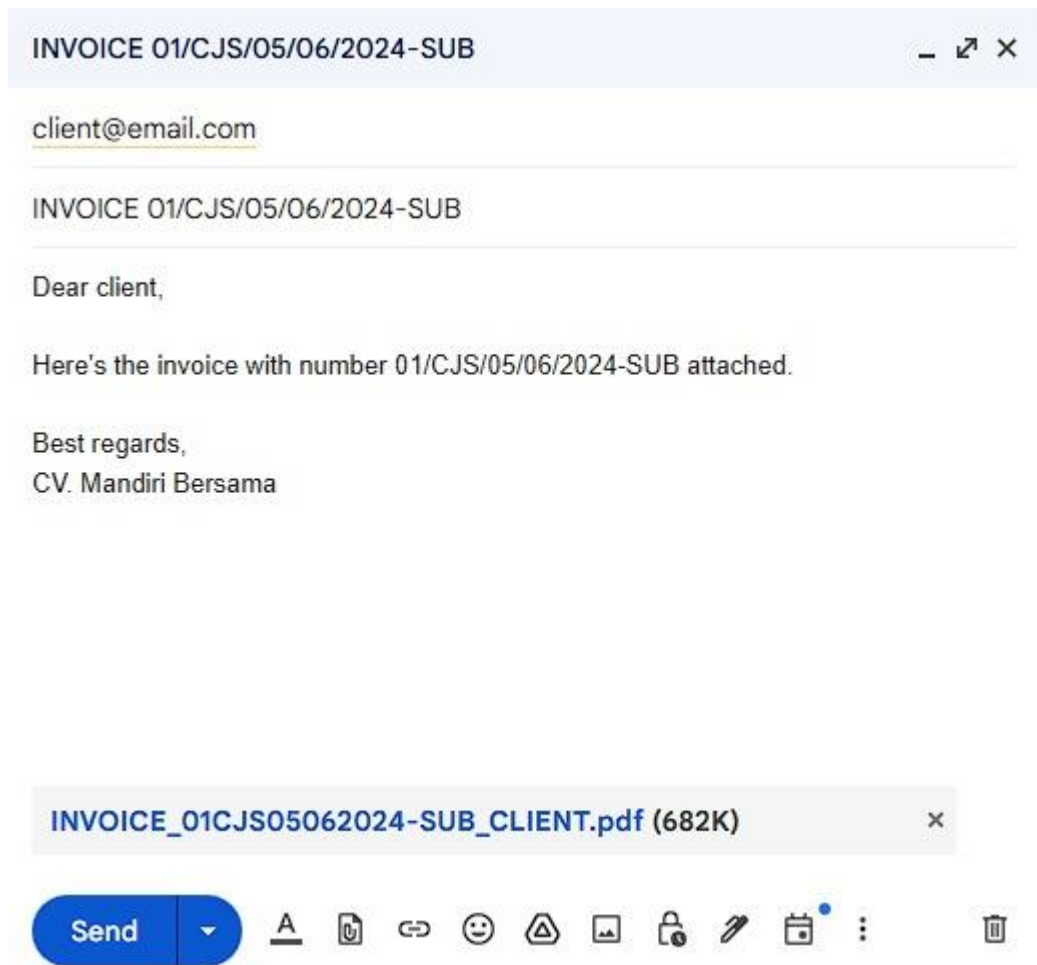 INVOICE 01/CJS/05/06/2024-SUB
client@email.com
INVOICE 01/CJS/05/06/2024-SUB
Dear client,
Here's the invoice with number 01/CJS/05/06/2024-SUB attached.
Best regards,
CV. Mandiri Bersama
INVOICE_01CJS05062024-SUB_CLIENT.pdf (682K)
Send